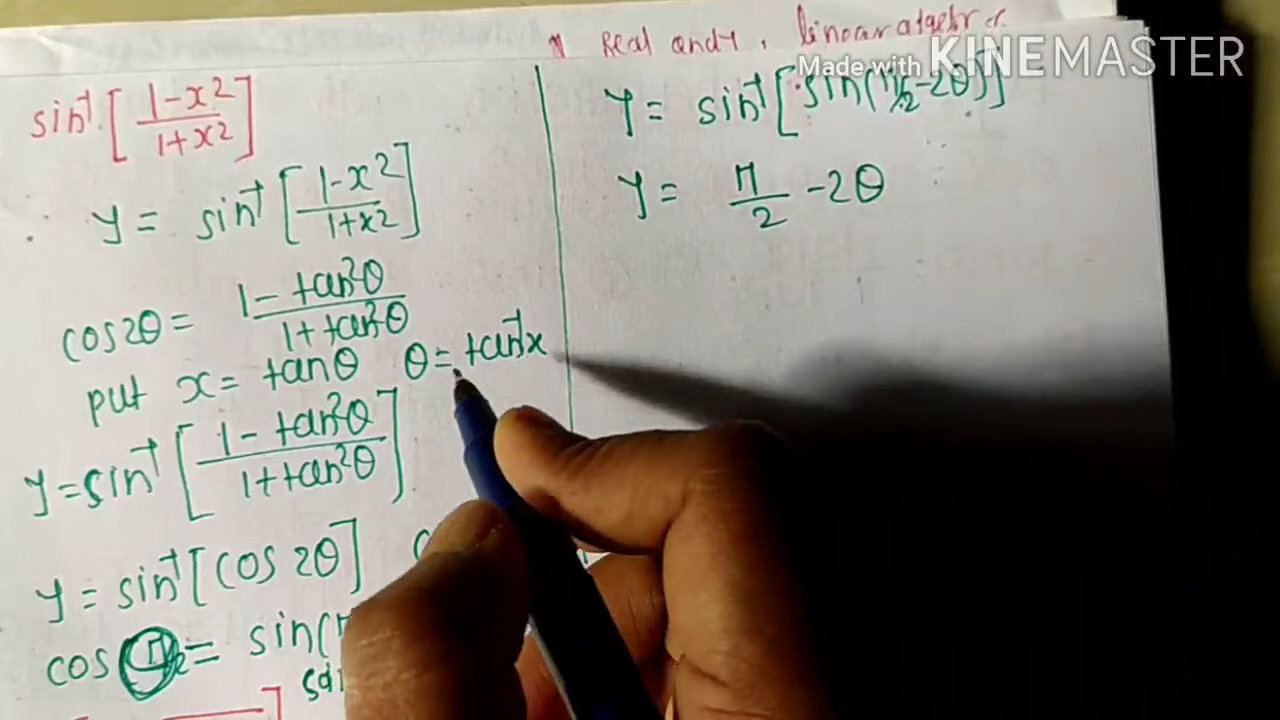 Real
Made with KINEMASTER
sin⁻¹ [ (1-x²)/(1+x²) ]
y = sin⁻¹ [ (1-x²)/(1+x²) ]
cos2θ = (1-tan²θ)/(1+tan²θ)
put x = tanθ θ = tan⁻¹x
y = sin⁻¹ [ (1-tan²θ)/(1+tan²θ) ]
y = sin⁻¹ [cos 2θ]
cos = sin(
y = sin⁻¹ [sin(π/2-2θ)]
y = π/2 - 2θ